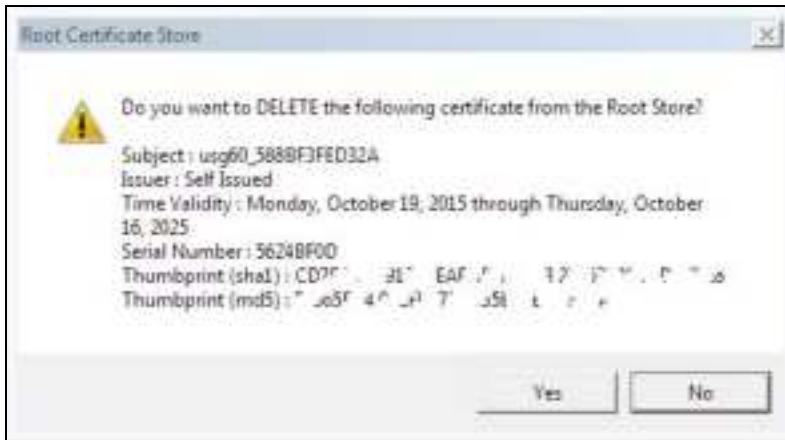 Root Certificate Store
Do you want to DELETE the following certificate from the Root Store?
Subject : usg60_588BF3FED32A
Issuer : Self Issued
Time Validity : Monday, October 19, 2015 through Thursday, October
16, 2025
Serial Number : 5624BF0D
Thumbprint (sha1) :
Thumbprint (md5) :
Yes
No